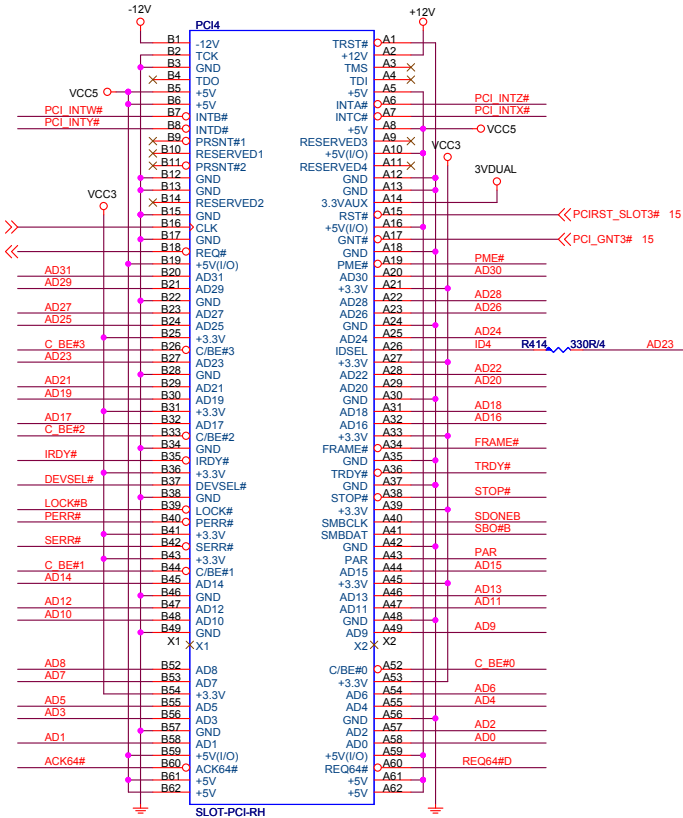 -12V +12V
PCI4
B1 -12V TRST# A1
B2 TCK +12V A2
B3 GND TMS A3
B4 TDO TDI A4
VCC5 B5 +5V +5V A5
B6 +5V INTA# A6 PCI_INTZ#
PCI_INTW# B7 INTB# INTC# A7 PCI_INTX#
PCI_INTY# B8 INTD# +5V A8 VCC5
B9 PRSNT#1 RESERVED3 A9
B10 RESERVED1 +5V(I/O) A10 VCC3
B11 PRSNT#2 RESERVED4 A11
B12 GND GND A12 3VDUAL
B13 GND GND A13
VCC3 B14 RESERVED2 3.3VAUX A14
B15 GND RST# A15 PCIRST_SLOT3# 15
B16 CLK +5V(I/O) A16
B17 GND GNT# A17 PCI_GNT3# 15
B18 REQ# GND A18
B19 +5V(I/O) PME# A19 PME#
AD31 B20 AD31 AD30 A20 AD30
AD29 B21 AD29 +3.3V A21
B22 GND AD28 A22 AD28
AD27 B23 AD27 AD26 A23 AD26
AD25 B24 AD25 GND A24
B25 +3.3V AD24 A25 AD24
C_BE#3 B26 C/BE#3 IDSEL A26 ID4 R414 330R/4 AD23
AD23 B27 AD23 +3.3V A27
B28 GND AD22 A28 AD22
AD21 B29 AD21 AD20 A29 AD20
AD19 B30 AD19 GND A30
B31 +3.3V AD18 A31 AD18
AD17 B32 AD17 AD16 A32 AD16
C_BE#2 B33 C/BE#2 +3.3V A33
B34 GND FRAME# A34 FRAME#
IRDY# B35 IRDY# GND A35
B36 +3.3V TRDY# A36 TRDY#
DEVSEL# B37 DEVSEL# GND A37
B38 GND STOP# A38 STOP#
LOCK#B B39 LOCK# +3.3V A39
PERR# B40 PERR# SMBCLK A40 SDONEB
B41 +3.3V SMBDAT A41 SBO#B
SERR# B42 SERR# GND A42
B43 +3.3V PAR A43 PAR
C_BE#1 B44 C/BE#1 AD15 A44 AD15
AD14 B45 AD14 +3.3V A45
B46 GND AD13 A46 AD13
AD12 B47 AD12 AD11 A47 AD11
AD10 B48 AD10 GND A48
B49 GND AD9 A49 AD9
X1 X1 X2 X2
AD8 B52 AD8 C/BE#0 A52 C_BE#0
AD7 B53 AD7 +3.3V A53
B54 +3.3V AD6 A54 AD6
AD5 B55 AD5 AD4 A55 AD4
AD3 B56 AD3 GND A56
B57 GND AD2 A57 AD2
AD1 B58 AD1 AD0 A58 AD0
B59 +5V(I/O) +5V(I/O) A59
ACK64# B60 ACK64# REQ64# A60 REQ64#D
B61 +5V +5V A61
B62 +5V +5V A62
SLOT-PCI-RH